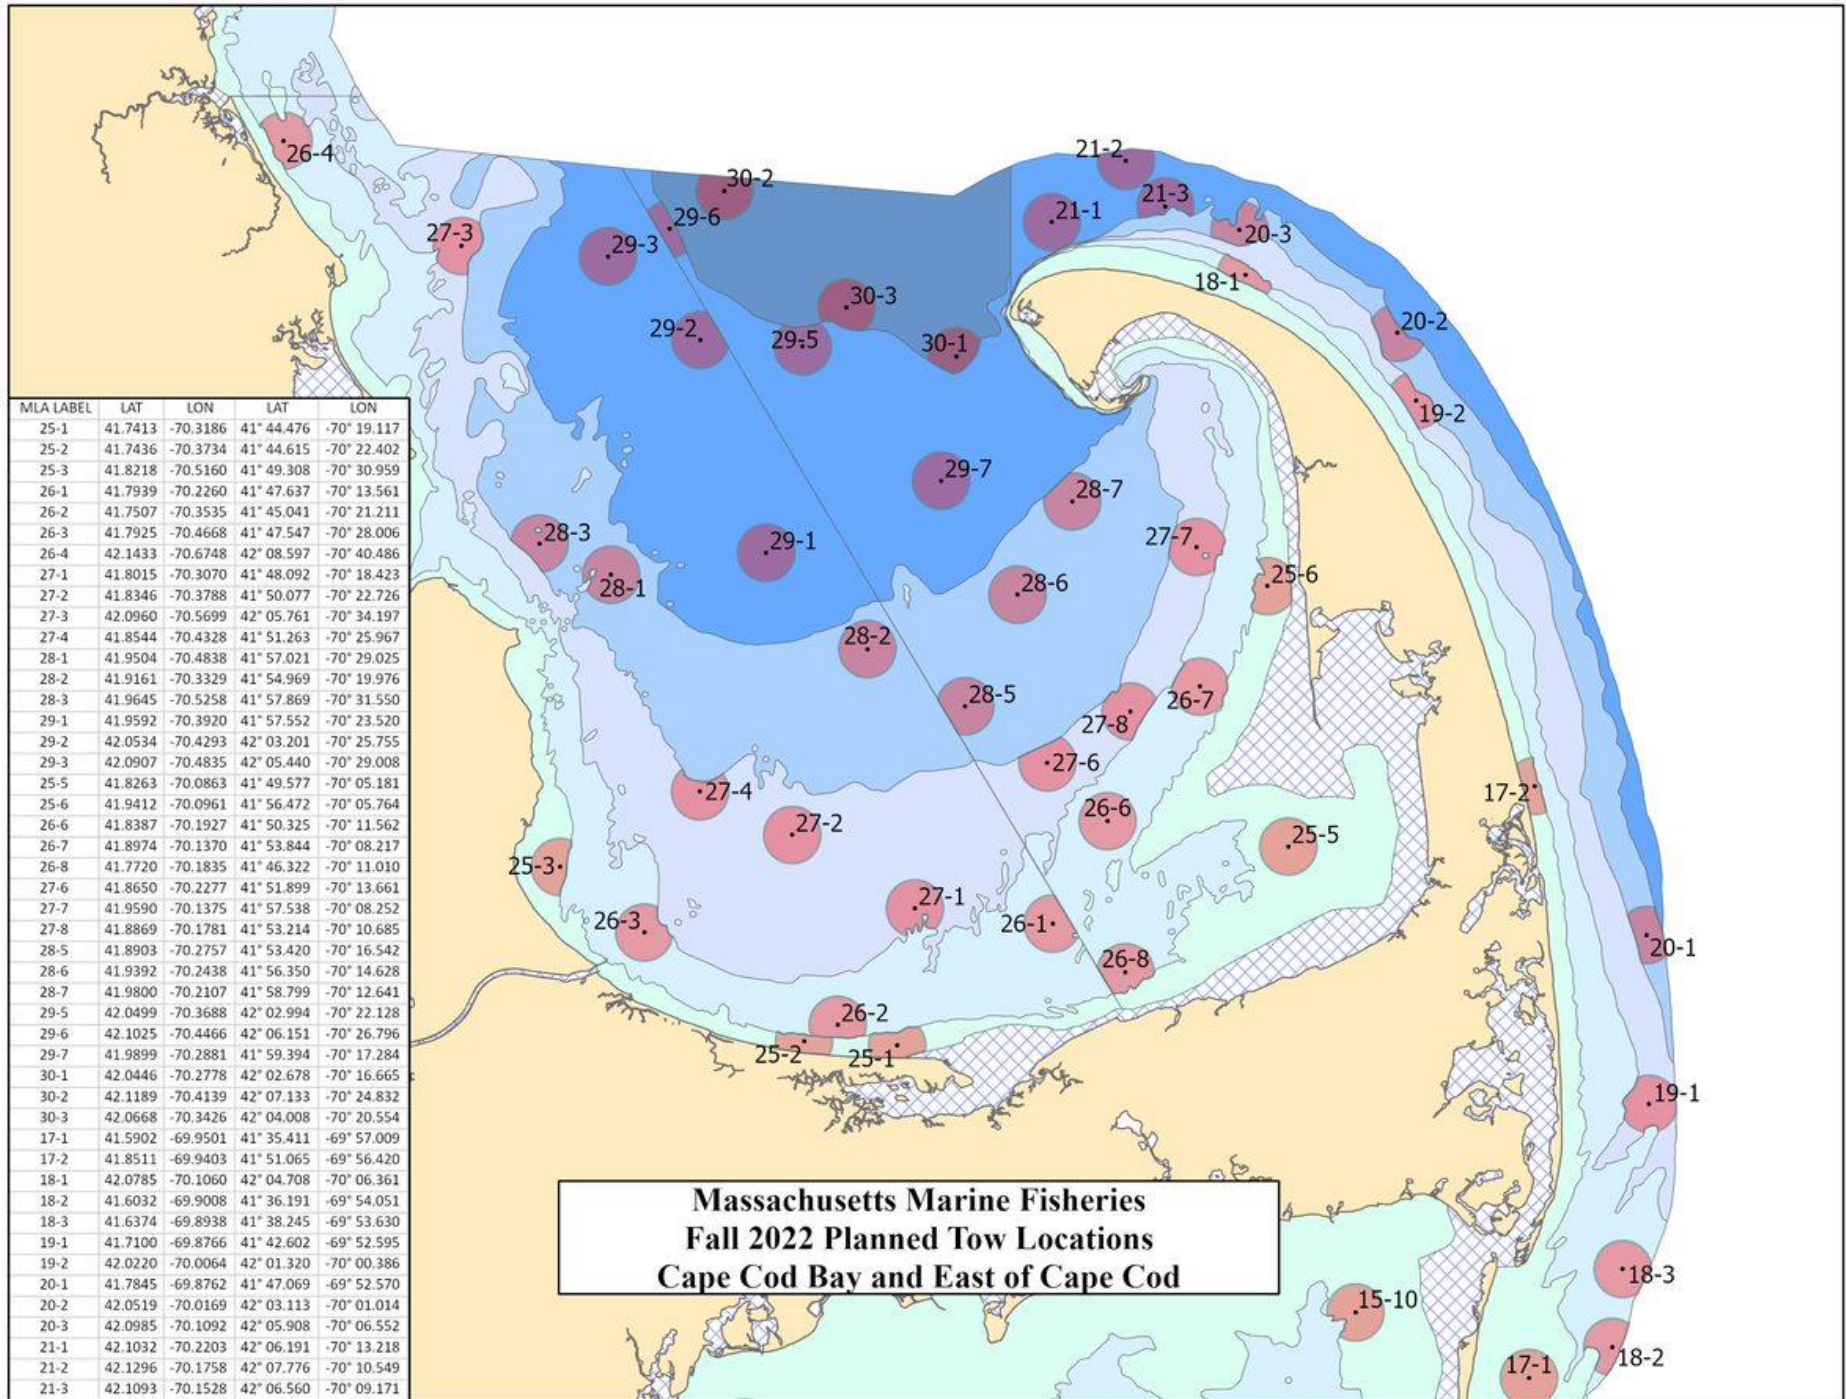 MLA LABEL LAT LON LAT LON
25-1 41.7413 -70.3186 41° 44.476 -70° 19.117
25-2 41.7436 -70.3734 41° 44.615 -70° 22.402
25-3 41.8218 -70.5160 41° 49.308 -70° 30.959
26-1 41.7939 -70.2260 41° 47.637 -70° 13.561
26-2 41.7507 -70.3535 41° 45.041 -70° 21.211
26-3 41.7925 -70.4668 41° 47.547 -70° 28.006
26-4 42.1433 -70.6748 42° 08.597 -70° 40.486
27-1 41.8015 -70.3070 41° 48.092 -70° 18.423
27-2 41.8346 -70.3788 41° 50.077 -70° 22.726
27-3 42.0960 -70.5699 42° 05.761 -70° 34.197
27-4 41.8544 -70.4328 41° 51.263 -70° 25.967
28-1 41.9504 -70.4838 41° 57.021 -70° 29.025
28-2 41.9161 -70.3329 41° 54.969 -70° 19.976
28-3 41.9645 -70.5258 41° 57.869 -70° 31.550
29-1 41.9592 -70.3920 41° 57.552 -70° 23.520
29-2 42.0534 -70.4293 42° 03.201 -70° 25.755
29-3 42.0907 -70.4835 42° 05.440 -70° 29.008
25-5 41.8263 -70.0863 41° 49.577 -70° 05.181
25-6 41.9412 -70.0961 41° 56.472 -70° 05.764
26-6 41.8387 -70.1927 41° 50.325 -70° 11.562
26-7 41.8974 -70.1370 41° 53.844 -70° 08.217
26-8 41.7720 -70.1835 41° 46.322 -70° 11.010
27-6 41.8650 -70.2277 41° 51.899 -70° 13.661
27-7 41.9590 -70.1375 41° 57.538 -70° 08.252
27-8 41.8869 -70.1781 41° 53.214 -70° 10.685
28-5 41.8903 -70.2757 41° 53.420 -70° 16.542
28-6 41.9392 -70.2438 41° 56.350 -70° 14.628
28-7 41.9800 -70.2107 41° 58.799 -70° 12.641
29-5 42.0499 -70.3688 42° 02.994 -70° 22.128
29-6 42.1025 -70.4466 42° 06.151 -70° 26.796
29-7 41.9899 -70.2881 41° 59.394 -70° 17.284
30-1 42.0446 -70.2778 42° 02.678 -70° 16.665
30-2 42.1189 -70.4139 42° 07.133 -70° 24.832
30-3 42.0668 -70.3426 42° 04.008 -70° 20.554
17-1 41.5902 -69.9501 41° 35.411 -69° 57.009
17-2 41.8511 -69.9403 41° 51.065 -69° 56.420
18-1 42.0785 -70.1060 42° 04.708 -70° 06.361
18-2 41.6032 -69.9008 41° 36.191 -69° 54.051
18-3 41.6374 -69.8938 41° 38.245 -69° 53.630
19-1 41.7100 -69.8766 41° 42.602 -69° 52.595
19-2 42.0220 -70.0064 42° 01.320 -70° 00.386
20-1 41.7845 -69.8762 41° 47.069 -69° 52.570
20-2 42.0519 -70.0169 42° 03.113 -70° 01.014
20-3 42.0985 -70.1092 42° 05.908 -70° 06.552
21-1 42.1032 -70.2203 42° 06.191 -70° 13.218
21-2 42.1296 -70.1758 42° 07.776 -70° 10.549
21-3 42.1093 -70.1528 42° 06.560 -70° 09.171
26-4
21-2
30-2
21-3
21-1
29-6
27-3
20-3
29-3
18-1
30-3
20-2
29-2
29-5
30-1
19-2
29-7
28-7
28-3
27-7
29-1
25-6
28-6
28-1
28-2
28-5
26-7
27-8
27-6
27-4
17-2
26-6
27-2
25-5
25-3
27-1
26-3
26-1
20-1
26-8
26-2
25-2
25-1
19-1
Massachusetts Marine Fisheries
Fall 2022 Planned Tow Locations
Cape Cod Bay and East of Cape Cod
18-3
15-10
18-2
17-1